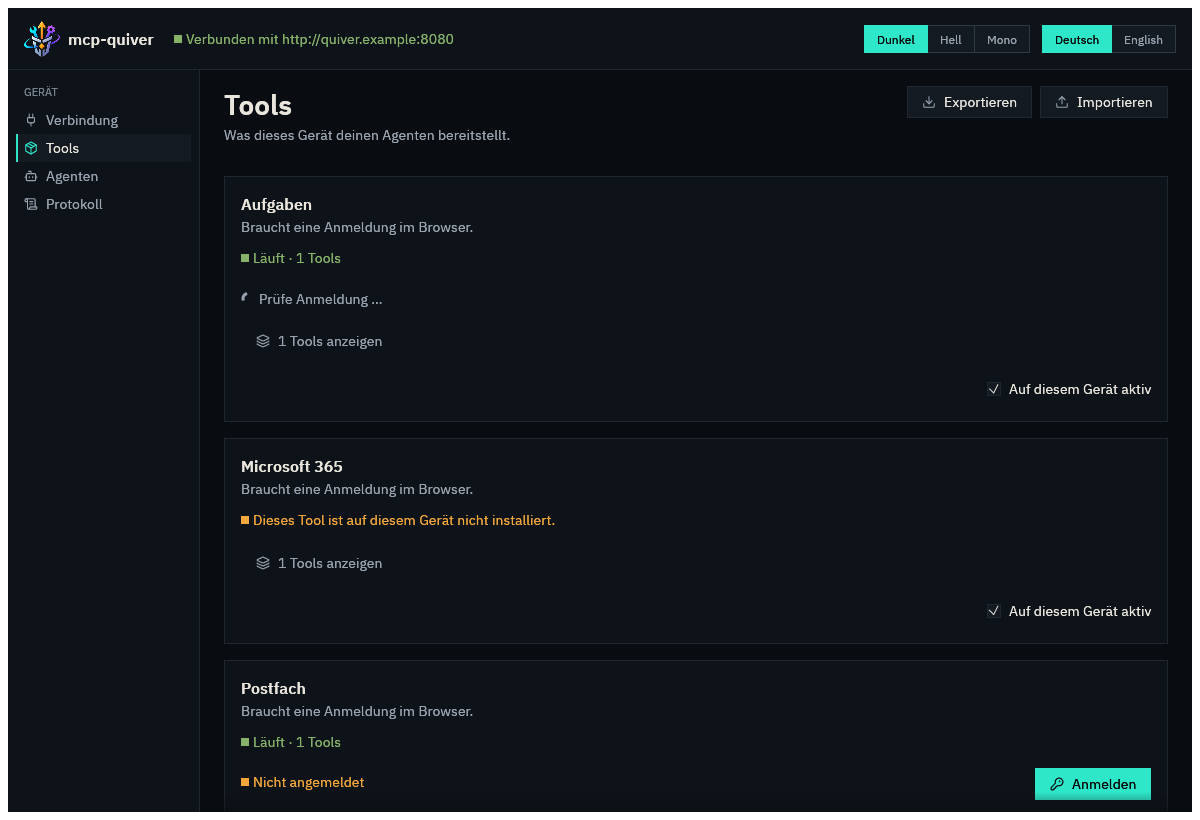 mcp-quiver
Verbunden mit http://quiver.example:8080
Dunkel Hell Mono Deutsch English
GERÄT
Verbindung
Tools
Agenten
Protokoll
Tools
Exportieren Importieren
Was dieses Gerät deinen Agenten bereitstellt.
Aufgaben
Braucht eine Anmeldung im Browser.
Läuft · 1 Tools
Prüfe Anmeldung ...
1 Tools anzeigen
Auf diesem Gerät aktiv
Microsoft 365
Braucht eine Anmeldung im Browser.
Dieses Tool ist auf diesem Gerät nicht installiert.
1 Tools anzeigen
Auf diesem Gerät aktiv
Postfach
Braucht eine Anmeldung im Browser.
Läuft · 1 Tools
Nicht angemeldet
Anmelden